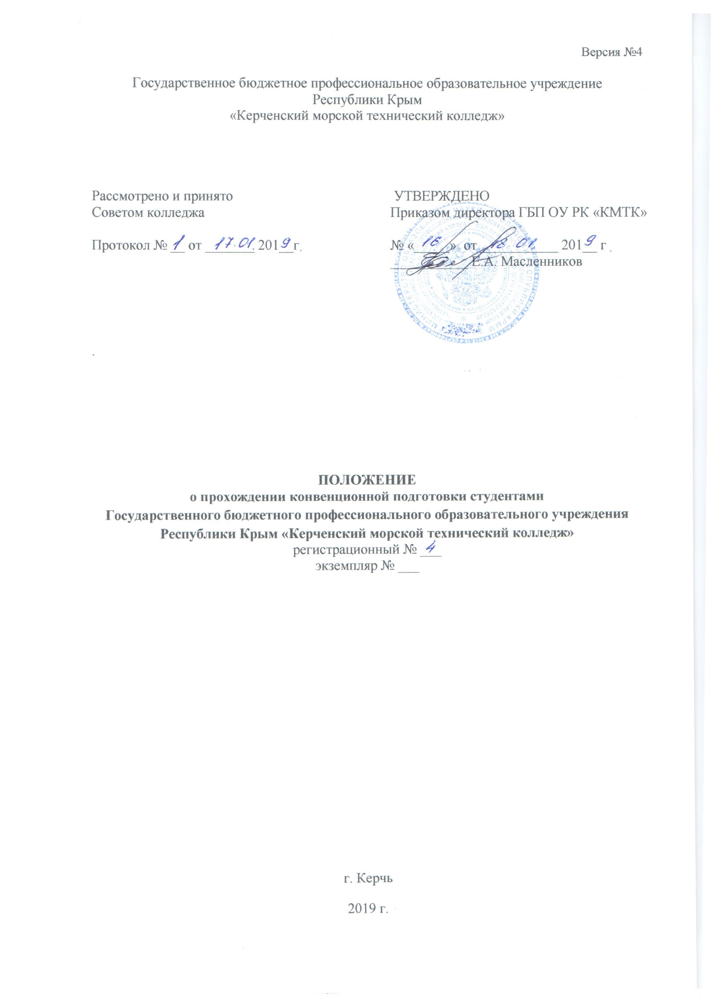 Версия №4
Государственное бюджетное профессиональное образовательное учреждение
Республики Крым
«Керченский морской технический колледж»
Рассмотрено и принято
Советом колледжа
Протокол № 1 от 17.01. 2019 г.
УТВЕРЖДЕНО
Приказом директора ГБП ОУ РК «КМТК»
№ « 16 » от 18 01 2019 г.
Е.А. Масленников
ПОЛОЖЕНИЕ
о прохождении конвенционной подготовки студентами
Государственного бюджетного профессионального образовательного учреждения
Республики Крым «Керченский морской технический колледж»
регистрационный № 4
экземпляр № ___
г. Керчь
2019 г.